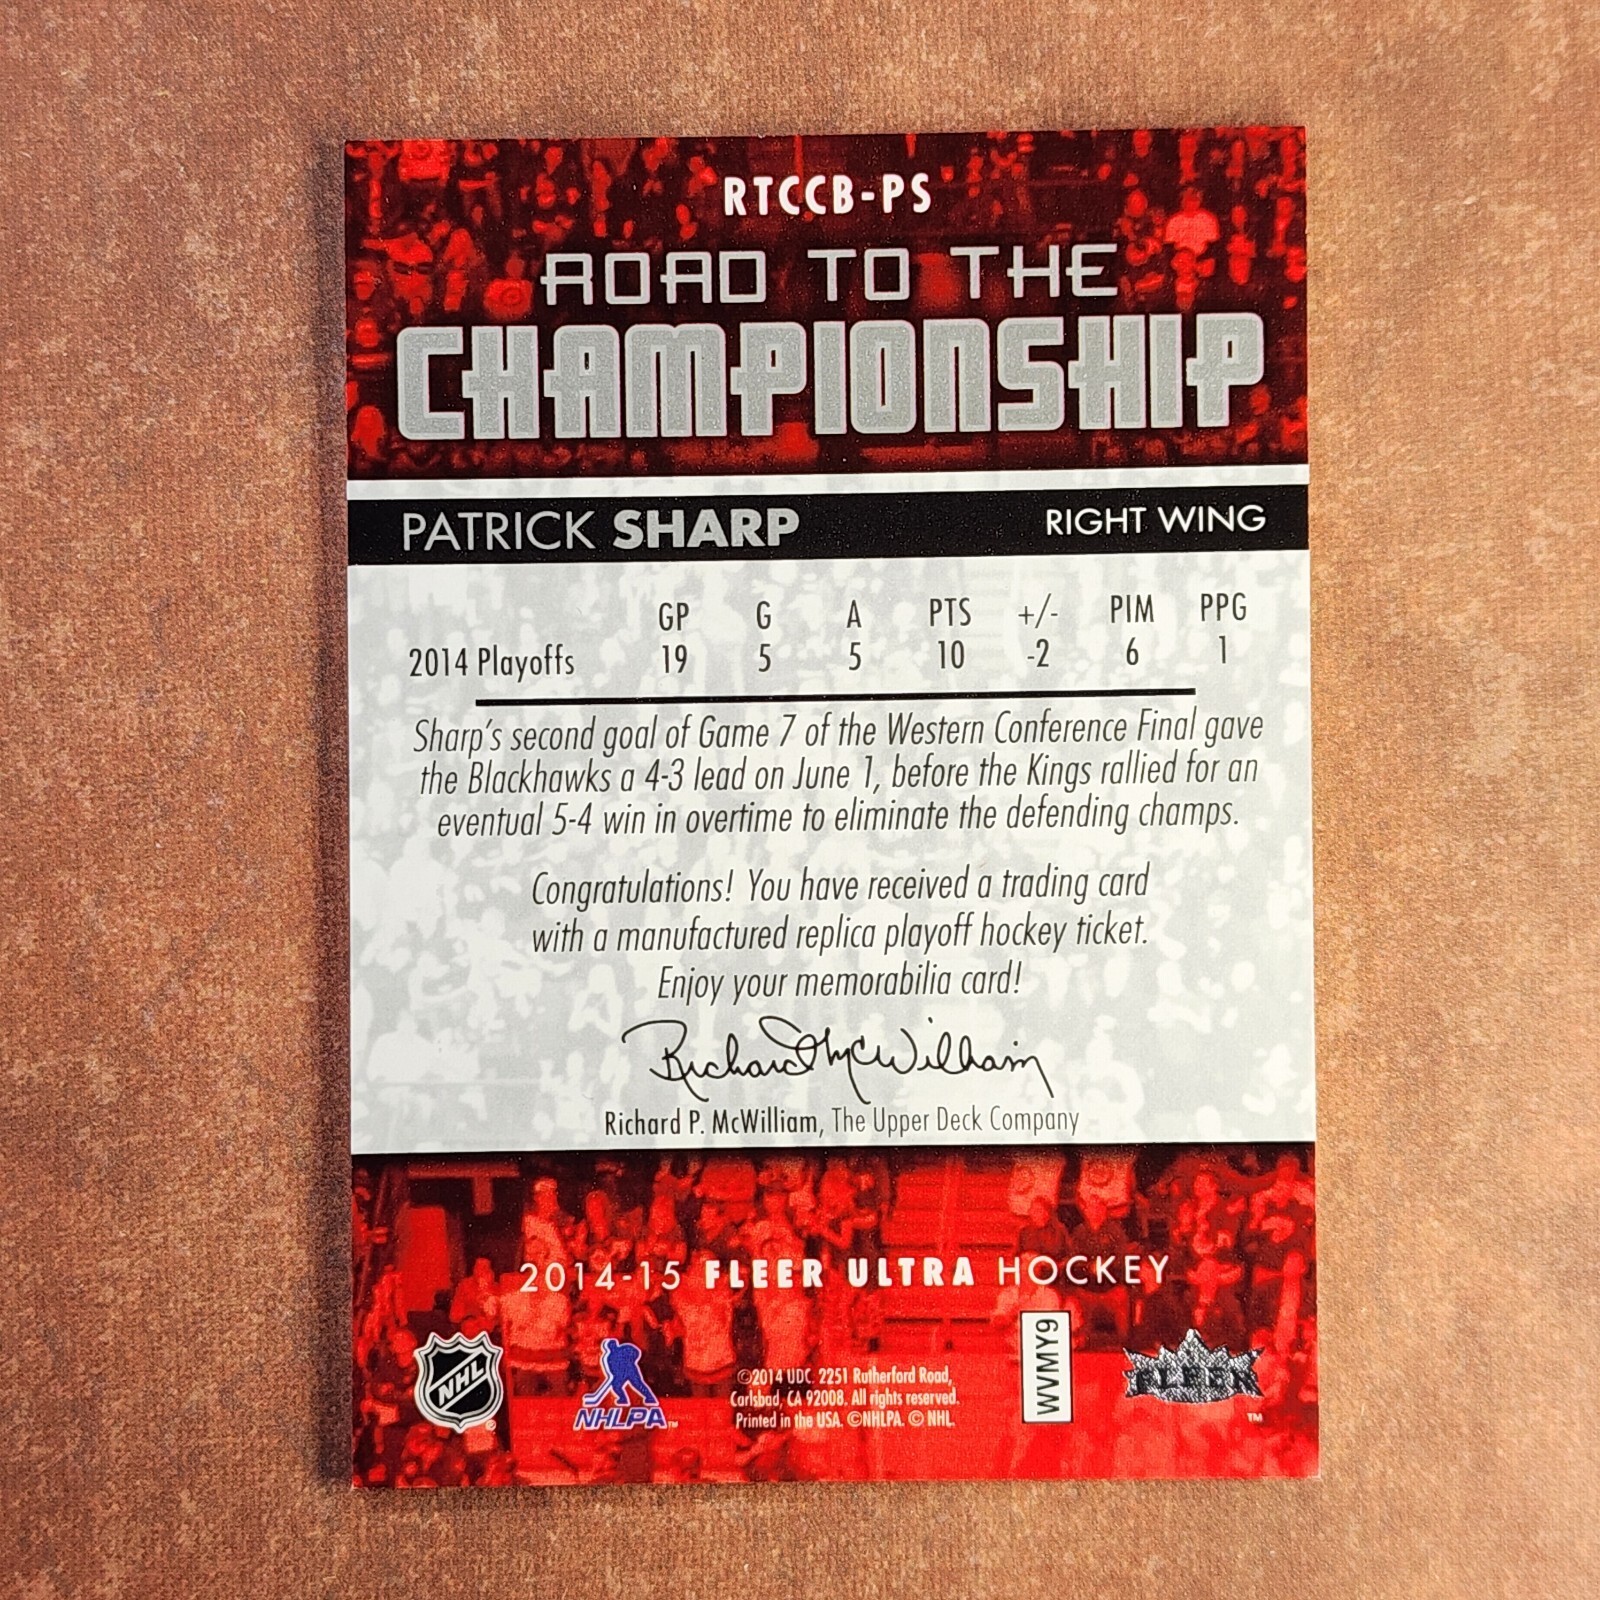 RTCCB-PS
ROAD TO THE
CHAMPIONSHIP
PATRICK SHARP RIGHT WING
GP G A PTS +/- PIM PPG
2014 Playoffs 19 5 5 10 -2 6 1
Sharp's second goal of Game 7 of the Western Conference Final gave
the Blackhawks a 4-3 lead on June 1, before the Kings rallied for an
eventual 5-4 win in overtime to eliminate the defending champs.
Congratulations! You have received a trading card
with a manufactured replica playoff hockey ticket.
Enjoy your memorabilia card!
Richard McWilliam
Richard P. McWilliam, The Upper Deck Company
2014-15 FLEER ULTRA HOCKEY
NHL ®
NHLPA ™
©2014 UDC. 2251 Rutherford Road,
Carlsbad, CA 92008. All rights reserved.
Printed in the USA. ©NHLPA. © NHL.
WVMY9
FLEER ™